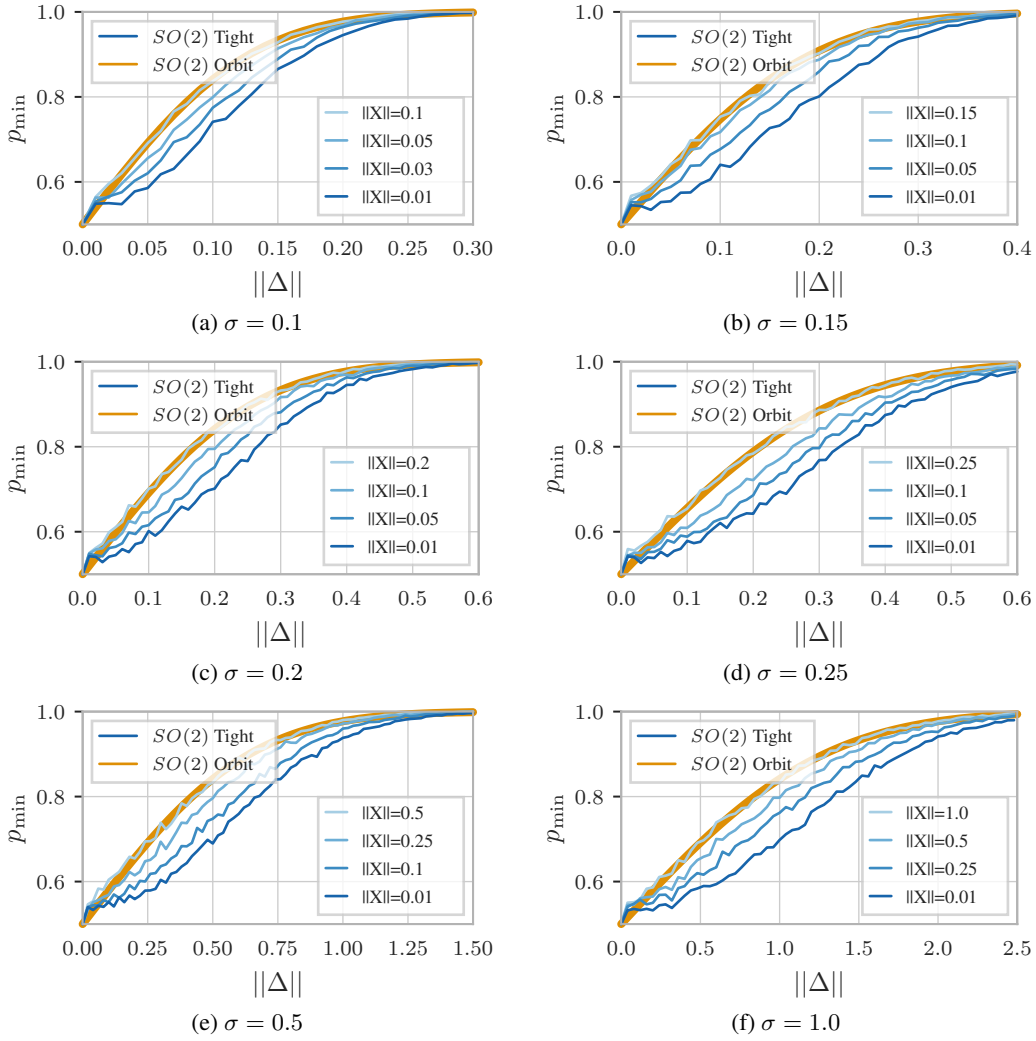 1.0
0.8
0.6
p_min
SO(2) Tight
SO(2) Orbit
||X||=0.1
||X||=0.05
||X||=0.03
||X||=0.01
0.00 0.05 0.10 0.15 0.20 0.25 0.30
||Δ||
(a) σ = 0.1
1.0
0.8
0.6
p_min
SO(2) Tight
SO(2) Orbit
||X||=0.15
||X||=0.1
||X||=0.05
||X||=0.01
0.0 0.1 0.2 0.3 0.4
||Δ||
(b) σ = 0.15
1.0
0.8
0.6
p_min
SO(2) Tight
SO(2) Orbit
||X||=0.2
||X||=0.1
||X||=0.05
||X||=0.01
0.0 0.1 0.2 0.3 0.4 0.5 0.6
||Δ||
(c) σ = 0.2
1.0
0.8
0.6
p_min
SO(2) Tight
SO(2) Orbit
||X||=0.25
||X||=0.1
||X||=0.05
||X||=0.01
0.0 0.1 0.2 0.3 0.4 0.5 0.6
||Δ||
(d) σ = 0.25
1.0
0.8
0.6
p_min
SO(2) Tight
SO(2) Orbit
||X||=0.5
||X||=0.25
||X||=0.1
||X||=0.01
0.00 0.25 0.50 0.75 1.00 1.25 1.50
||Δ||
(e) σ = 0.5
1.0
0.8
0.6
p_min
SO(2) Tight
SO(2) Orbit
||X||=1.0
||X||=0.5
||X||=0.25
||X||=0.01
0.0 0.5 1.0 1.5 2.0 2.5
||Δ||
(f) σ = 1.0